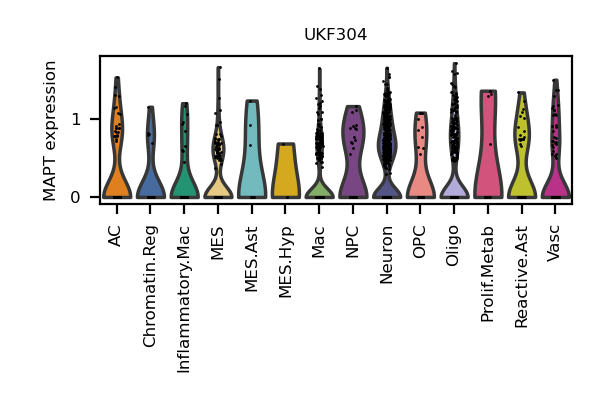 UKF304
MAPT expression
1
0
AC
Chromatin.Reg
Inflammatory.Mac
MES
MES.Ast
MES.Hyp
Mac
NPC
Neuron
OPC
Oligo
Prolif.Metab
Reactive.Ast
Vasc